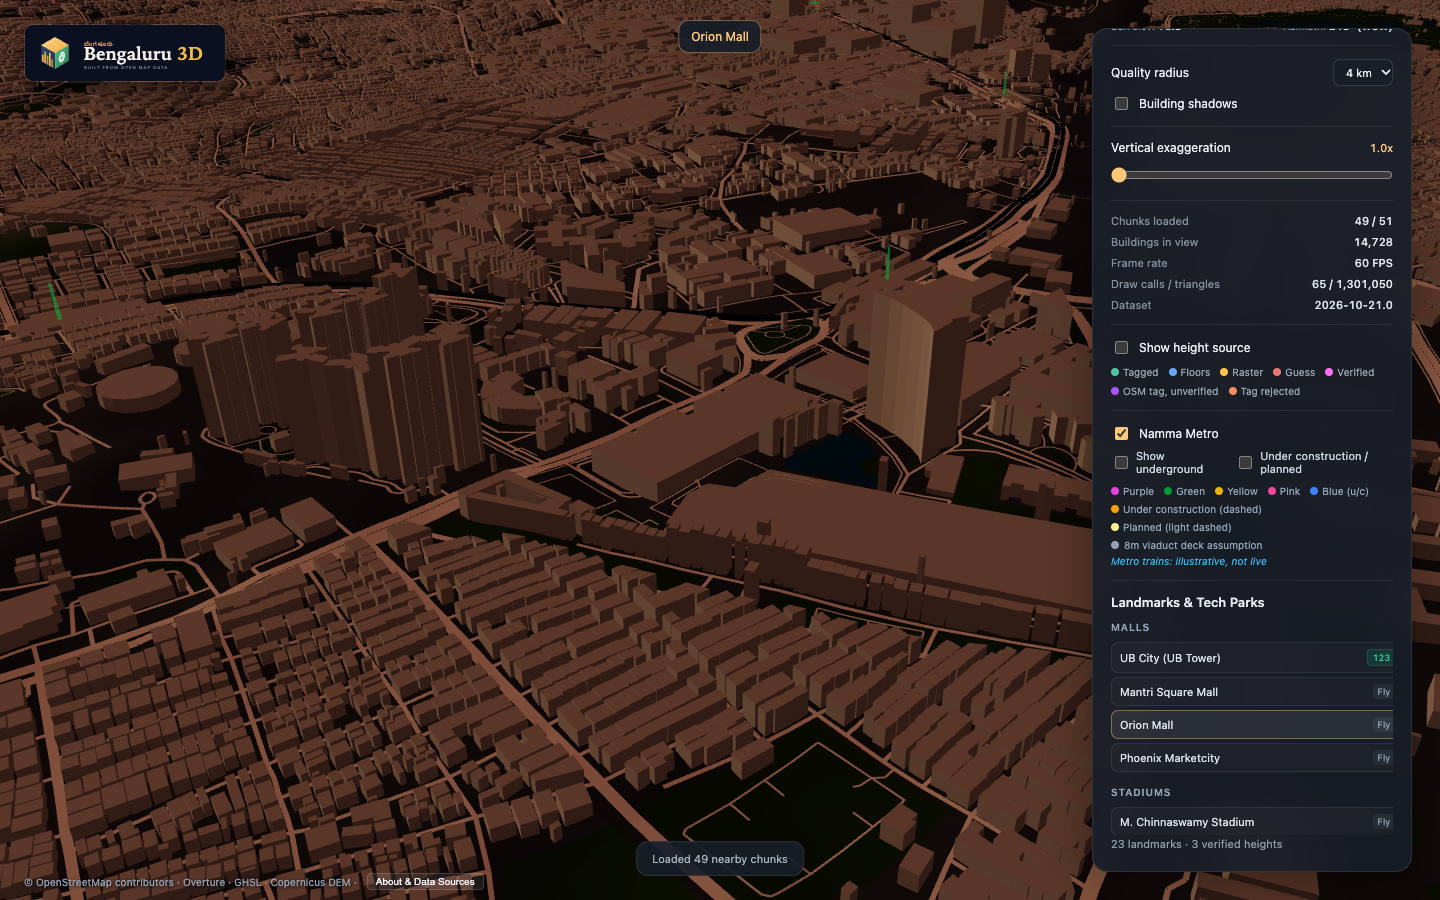 ಬೆಂಗಳೂರು
Bengaluru 3D
BUILT FROM OPEN MAP DATA
Orion Mall
Quality radius
4 km
Building shadows
Vertical exaggeration
1.0x
Chunks loaded
49 / 51
Buildings in view
14,728
Frame rate
60 FPS
Draw calls / triangles
65 / 1,301,050
Dataset
2026-10-21.0
Show height source
Tagged
Floors
Raster
Guess
Verified
OSM tag, unverified
Tag rejected
Namma Metro
Show
underground
Under construction /
planned
Purple
Green
Yellow
Pink
Blue (u/c)
Under construction (dashed)
Planned (light dashed)
8m viaduct deck assumption
Metro trains: illustrative, not live
Landmarks & Tech Parks
MALLS
UB City (UB Tower)
123
Mantri Square Mall
Fly
Orion Mall
Fly
Phoenix Marketcity
Fly
STADIUMS
M. Chinnaswamy Stadium
Fly
23 landmarks · 3 verified heights
Loaded 49 nearby chunks
© OpenStreetMap contributors · Overture · GHSL · Copernicus DEM ·
About & Data Sources